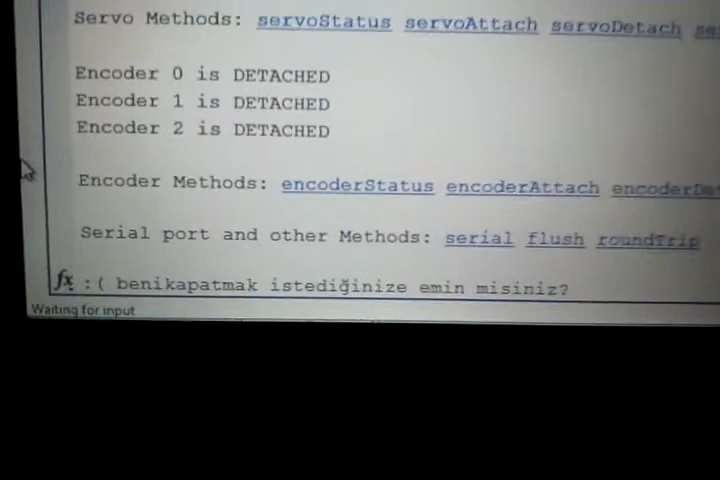 Servo Methods: servoStatus servoAttach servoDetach
Encoder 0 is DETACHED
Encoder 1 is DETACHED
Encoder 2 is DETACHED
Encoder Methods: encoderStatus encoderAttach
Serial port and other Methods: serial flush roundTrip
fx :( benikapatmak istediğinize emin misiniz?
Waiting for input